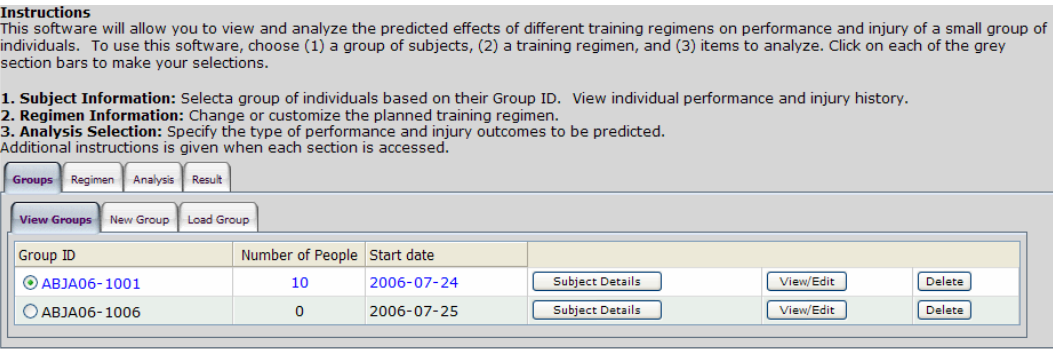 Instructions
This software will allow you to view and analyze the predicted effects of different training regimens on performance and injury of a small group of
individuals. To use this software, choose (1) a group of subjects, (2) a training regimen, and (3) items to analyze. Click on each of the grey
section bars to make your selections.
1. Subject Information: Selecta group of individuals based on their Group ID. View individual performance and injury history.
2. Regimen Information: Change or customize the planned training regimen.
3. Analysis Selection: Specify the type of performance and injury outcomes to be predicted.
Additional instructions is given when each section is accessed.
Groups Regimen Analysis Result
View Groups New Group Load Group
Group ID Number of People Start date
ABJA06-1001 10 2006-07-24 Subject Details View/Edit Delete
ABJA06-1006 0 2006-07-25 Subject Details View/Edit Delete